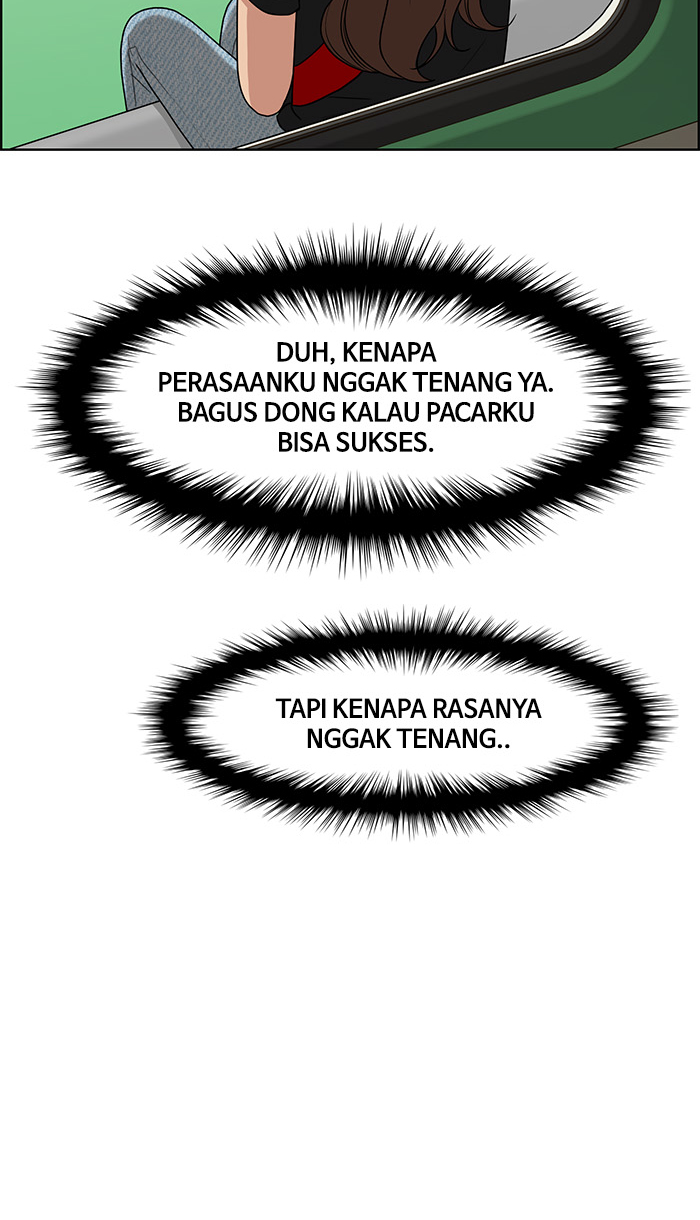 DUH, KENAPA
PERASAANKU NGGAK TENANG YA.
BAGUS DONG KALAU PACARKU
BISA SUKSES.
TAPI KENAPA RASANYA
NGGAK TENANG..